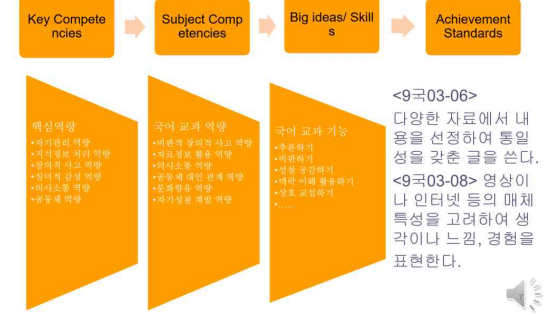 Key Compete
ncies
Subject Comp
etencies
Big ideas/ Skill
s
Achievement
Standards
핵심역량
•자기관리 역량
•지식정보 처리 역량
•창의적 사고 역량
•심미적 감성 역량
•의사소통 역량
•공동체 역량
국어 교과 역량
•비판적 창의적 사고 역량
•자료정보 활용 역량
•의사소통 역량
•공동체 대인 관계 역량
•문화향유 역량
•자기성찰 계발 역량
국어 교과 기능
•추론하기
•비판하기
•성찰 공감하기
•맥락 이해 활용하기
•상호 교섭하기
•……
<9국03-06>
다양한 자료에서 내
용을 선정하여 통일
성을 갖춘 글을 쓴다.
<9국03-08> 영상이
나 인터넷 등의 매체
특성을 고려하여 생
각이나 느낌, 경험을
표현한다.